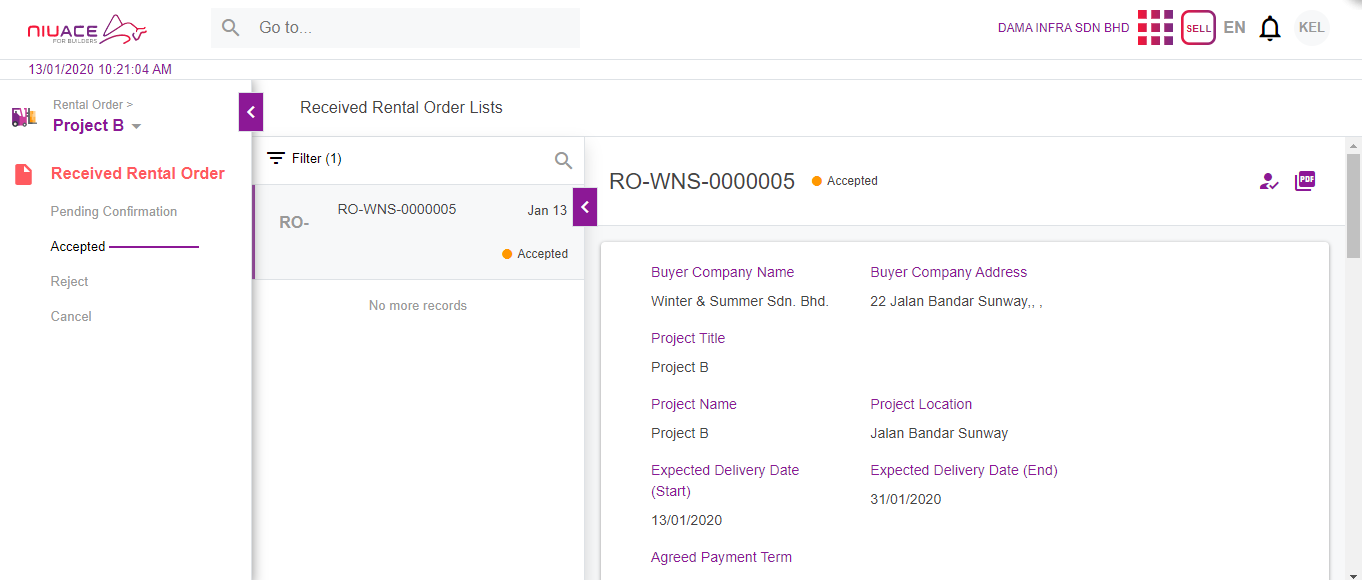 NIUACE
FOR BUILDERS
Go to...
DAMA INFRA SDN BHD
SELL
EN
KEL
13/01/2020 10:21:04 AM
Rental Order >
Project B
Received Rental Order
Pending Confirmation
Accepted
Reject
Cancel
Received Rental Order Lists
Filter (1)
RO-
RO-WNS-0000005
Jan 13
Accepted
No more records
RO-WNS-0000005
Accepted
PDF
Buyer Company Name
Buyer Company Address
Winter & Summer Sdn. Bhd.
22 Jalan Bandar Sunway,, ,
Project Title
Project B
Project Name
Project Location
Project B
Jalan Bandar Sunway
Expected Delivery Date
(Start)
Expected Delivery Date (End)
13/01/2020
31/01/2020
Agreed Payment Term